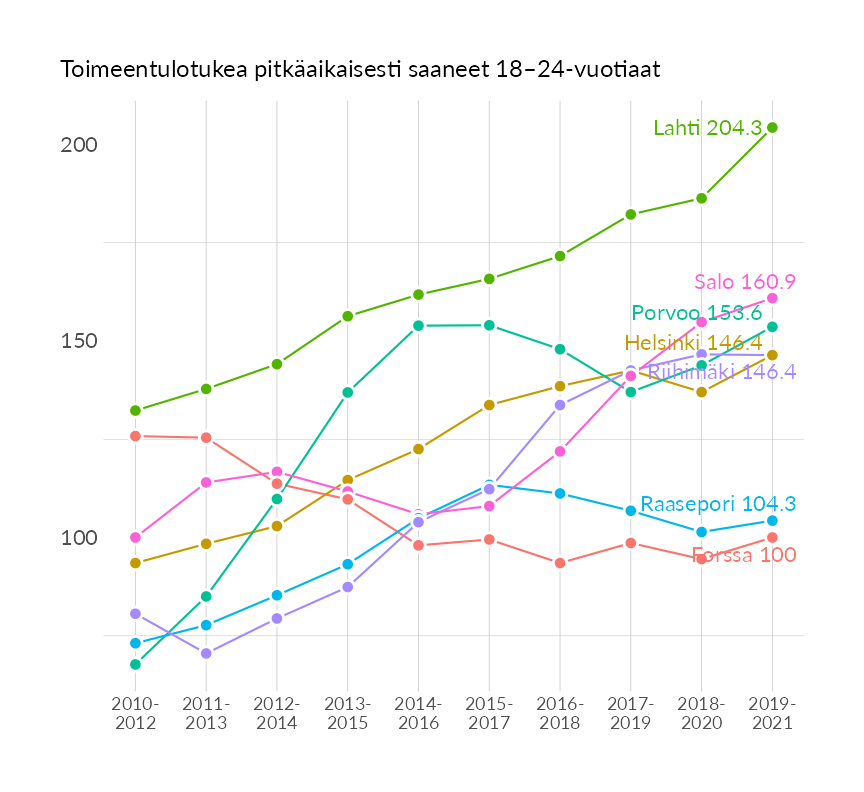 Toimeentulotukea pitkäaikaisesti saaneet 18–24-vuotiaat
Lahti 204.3
200
Salo 160.9
Porvoo 153.6
150
Helsinki 146.4
Riihimäki 146.4
Raasepori 104.3
100
Forssa 100
2010- 2011- 2012- 2013- 2014- 2015- 2016- 2017- 2018- 2019-
2012 2013 2014 2015 2016 2017 2018 2019 2020 2021